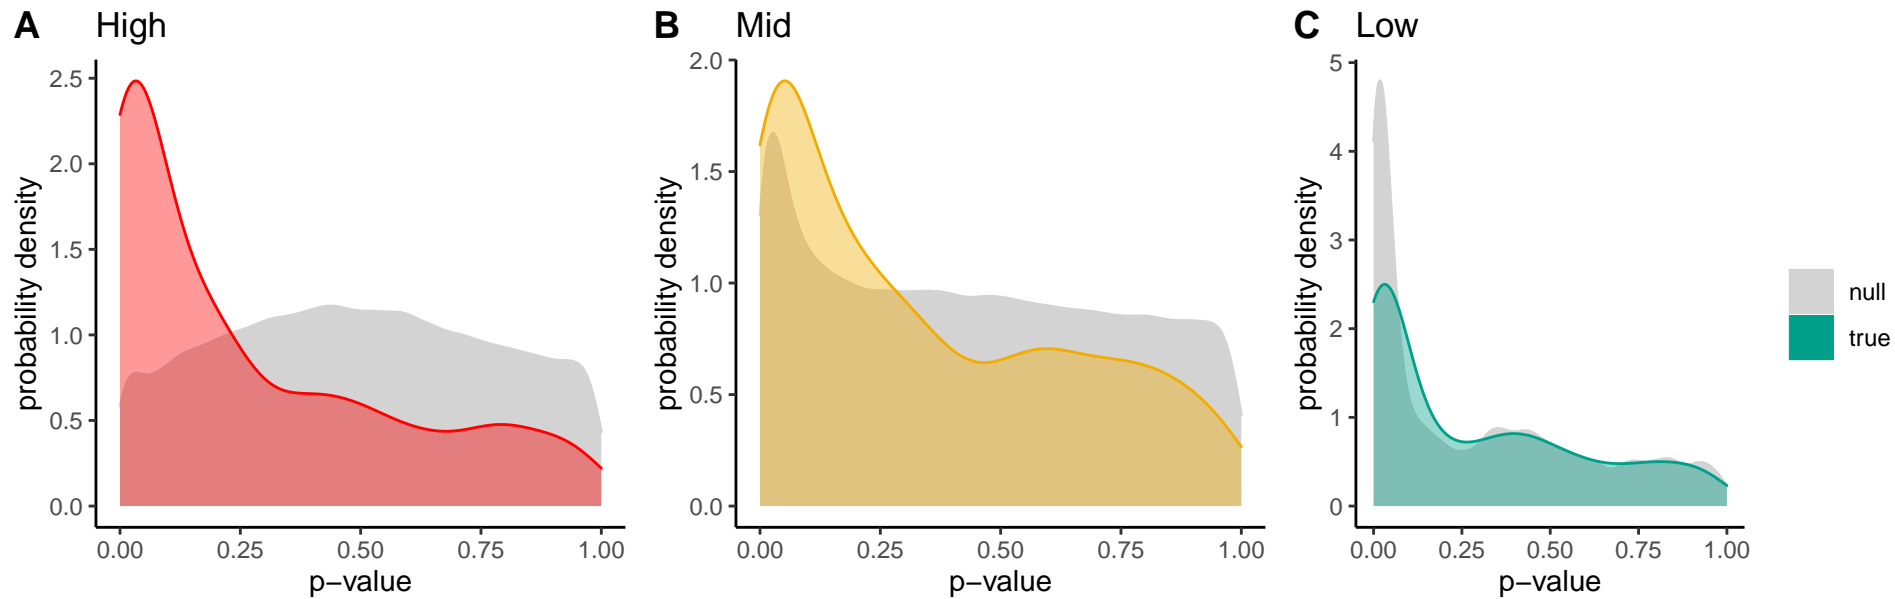 A High
probability density
2.5
2.0
1.5
1.0
0.5
0.0
0.00 0.25 0.50 0.75 1.00
p−value
B Mid
probability density
2.0
1.5
1.0
0.5
0.0
0.00 0.25 0.50 0.75 1.00
p−value
C Low
probability density
5
4
3
2
1
0
0.00 0.25 0.50 0.75 1.00
p−value
null
true